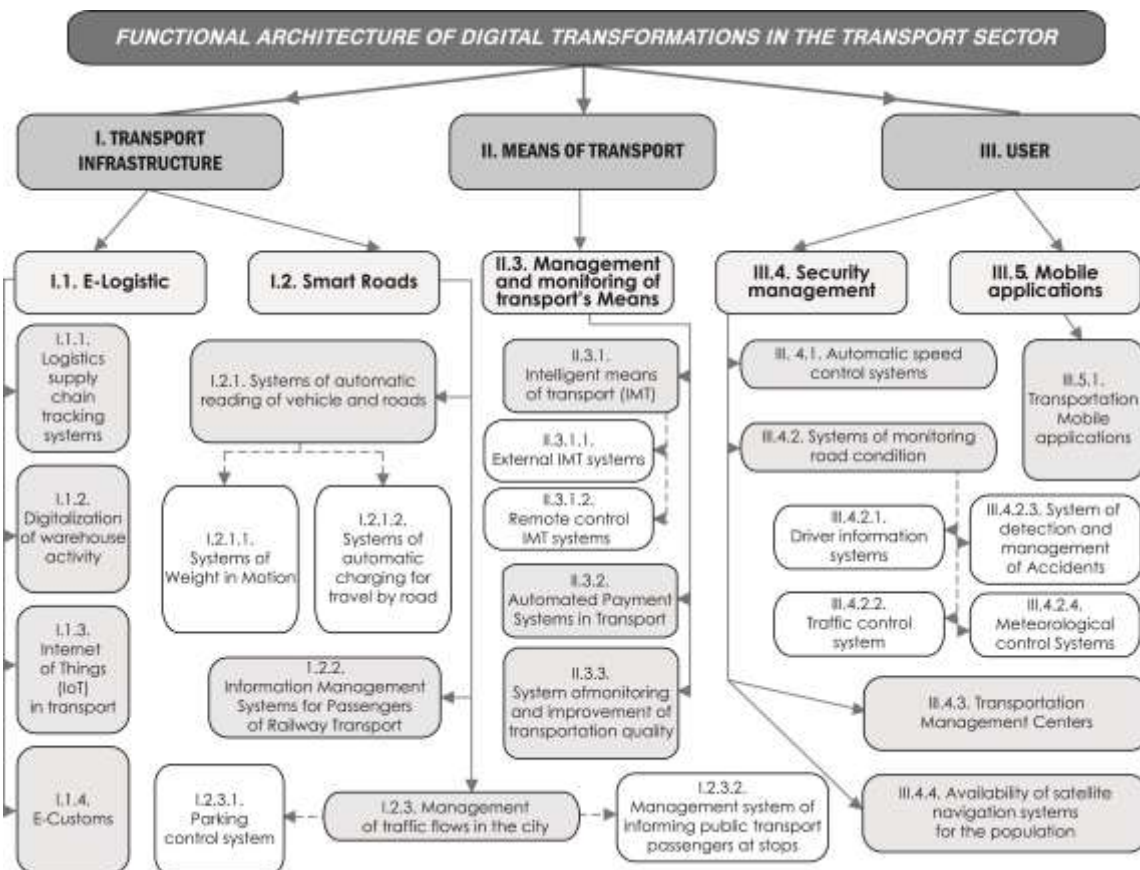 FUNCTIONAL ARCHITECTURE OF DIGITAL TRANSFORMATIONS IN THE TRANSPORT SECTOR
I. TRANSPORT
INFRASTRUCTURE
II. MEANS OF TRANSPORT
III. USER
I.1. E-Logistic
I.2. Smart Roads
II.3. Management
and monitoring of
transport's Means
III.4. Security
management
III.5. Mobile
applications
I.1.1.
Logistics
supply
chain
tracking
systems
I.1.2.
Digitalization
of warehouse
activity
I.1.3.
Internet
of Things
(IoT)
in transport
I.1.4.
E-Customs
I.2.1. Systems of automatic
reading of vehicle and roads
I.2.1.1.
Systems of
Weight in Motion
I.2.1.2.
Systems of
automatic
charging for
travel by road
I.2.2.
Information Management
Systems for Passengers
of Railway Transport
I.2.3.1.
Parking
control system
I.2.3. Management
of traffic flows in the city
I.2.3.2.
Management system of
informing public transport
passengers at stops
II.3.1.
Intelligent means
of transport (IMT)
II.3.1.1.
External IMT systems
II.3.1.2.
Remote control
IMT systems
II.3.2.
Automated Payment
Systems in Transport
II.3.3.
System ofmonitoring
and improvement of
transportation quality
III. 4.1. Automatic speed
control systems
III.4.2. Systems of monitoring
road condition
III.4.2.1.
Driver information
systems
III.4.2.2.
Traffic control
system
III.4.2.3. System of
detection and
management
of Accidents
III.4.2.4.
Meteorological
control Systems
III.4.3. Transportation
Management Centers
III.4.4. Availability of satellite
navigation systems
for the population
III.5.1.
Transportation
Mobile
applications